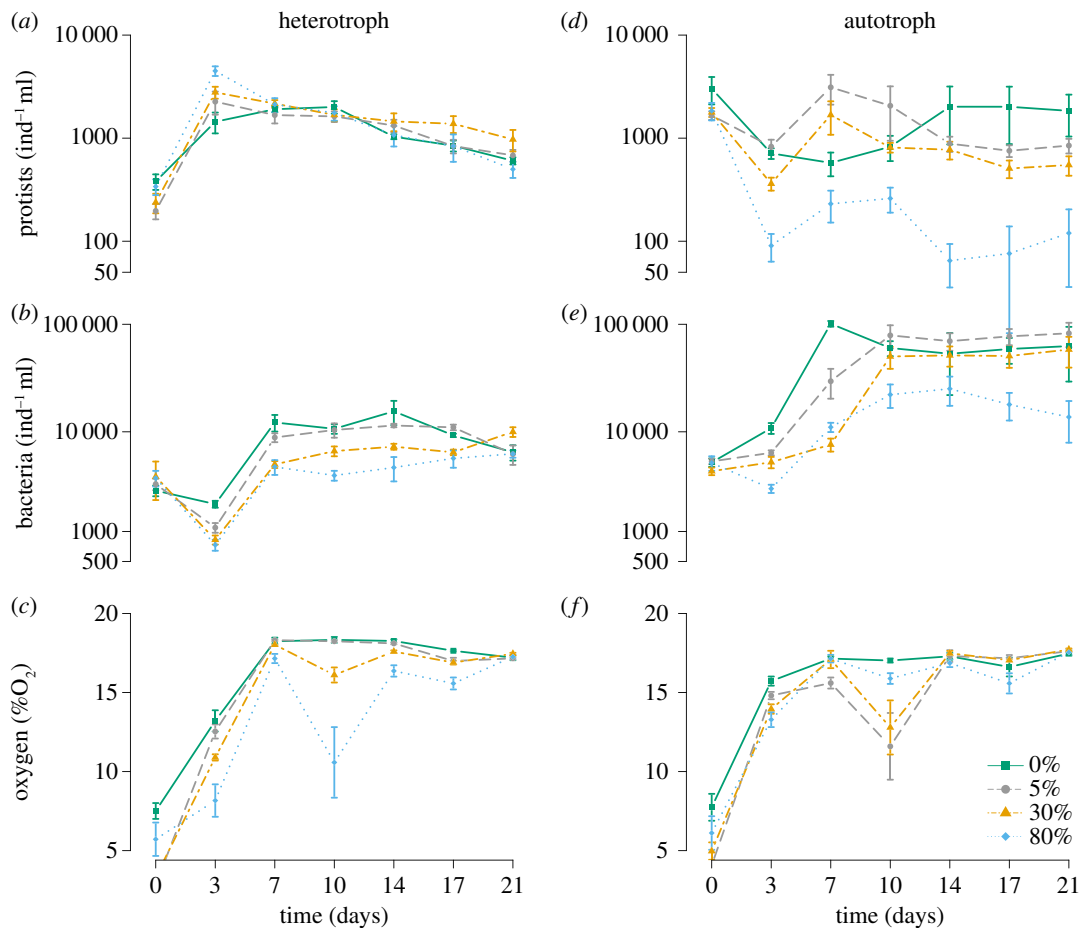 (a)
heterotroph
10 000
1000
100
50
protists (ind⁻¹ ml)
(d)
autotroph
10 000
1000
100
50
(b)
100 000
10 000
1000
500
bacteria (ind⁻¹ ml)
(e)
100 000
10 000
1000
500
(c)
20
15
10
5
oxygen (%O₂)
0 3 7 10 14 17 21
time (days)
(f)
20
15
10
5
0%
5%
30%
80%
0 3 7 10 14 17 21
time (days)